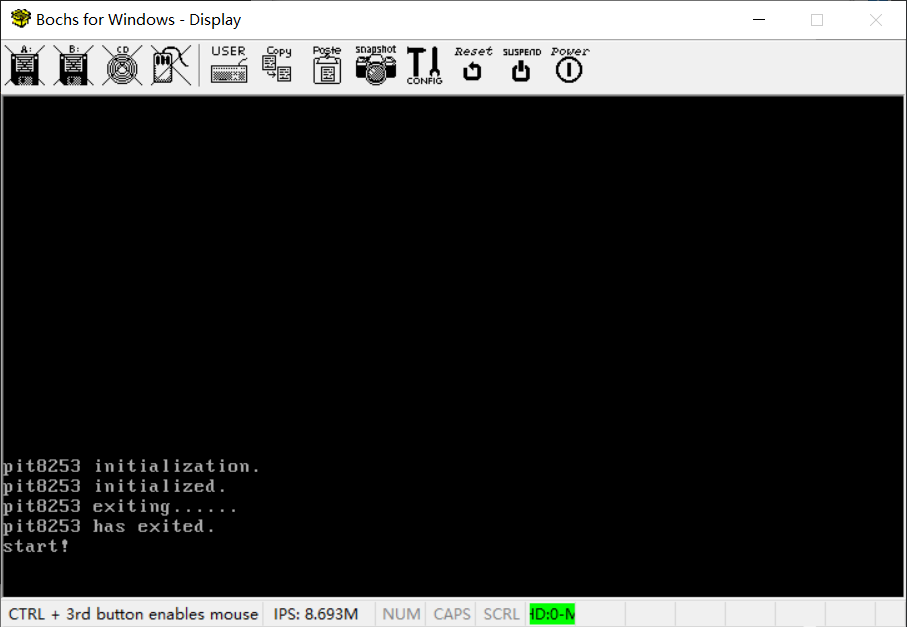 Bochs for Windows - Display
A: B: CD USER Copy Paste snapshot CONFIG Reset SUSPEND Power
pit8253 initialization.
pit8253 initialized.
pit8253 exiting......
pit8253 has exited.
start!
CTRL + 3rd button enables mouse IPS: 8.693M NUM CAPS SCRL HD:0-M